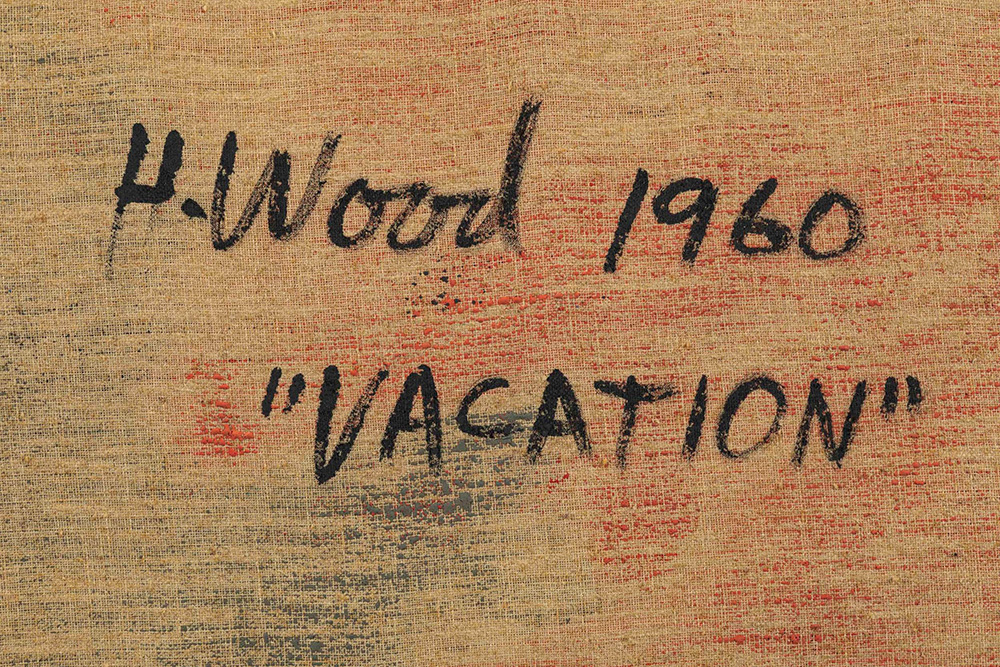 H. Wood 1960
"VACATION"